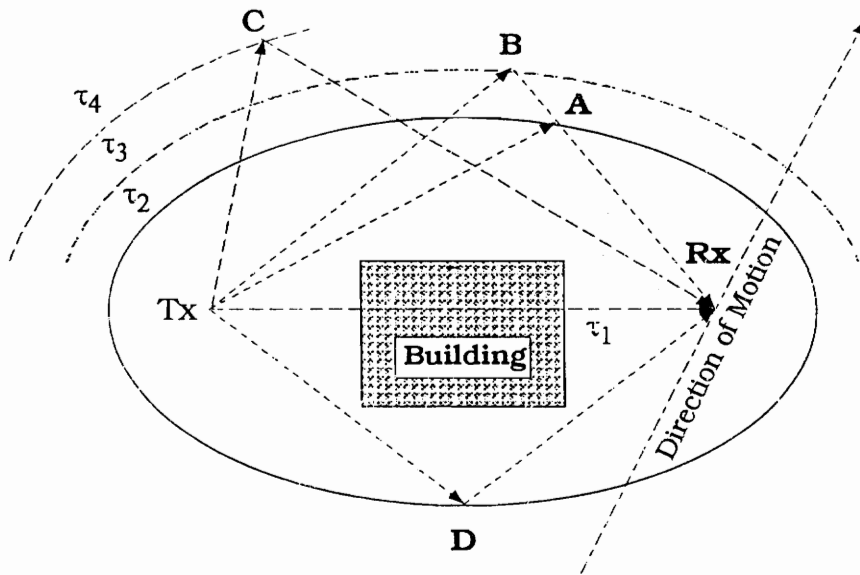 C
B
τ4
A
τ3
τ2
Rx
Tx
τ1
Building
Direction of Motion
D